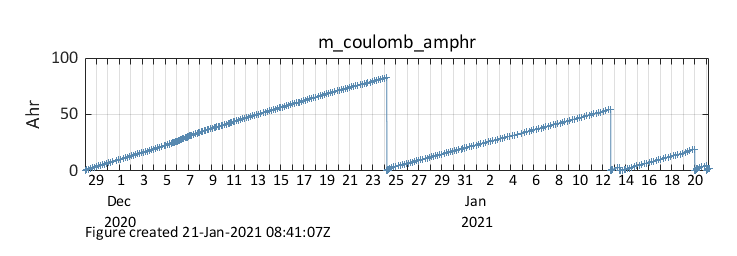 m_coulomb_amphr
100
50
0
Ahr
29 1 3 5 7 9 11 13 15 17 19 21 23 25 27 29 31 2 4 6 8 10 12 14 16 18 20
Dec Jan
2020 2021
Figure created 21-Jan-2021 08:41:07Z